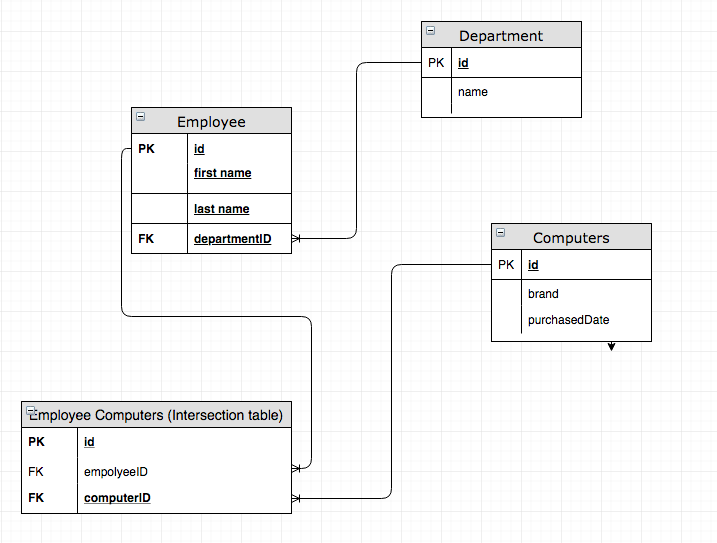 Department
PK id
name
Employee
PK id
first name
last name
FK departmentID
Computers
PK id
brand
purchasedDate
Employee Computers (Intersection table)
PK id
FK empolyeeID
FK computerID